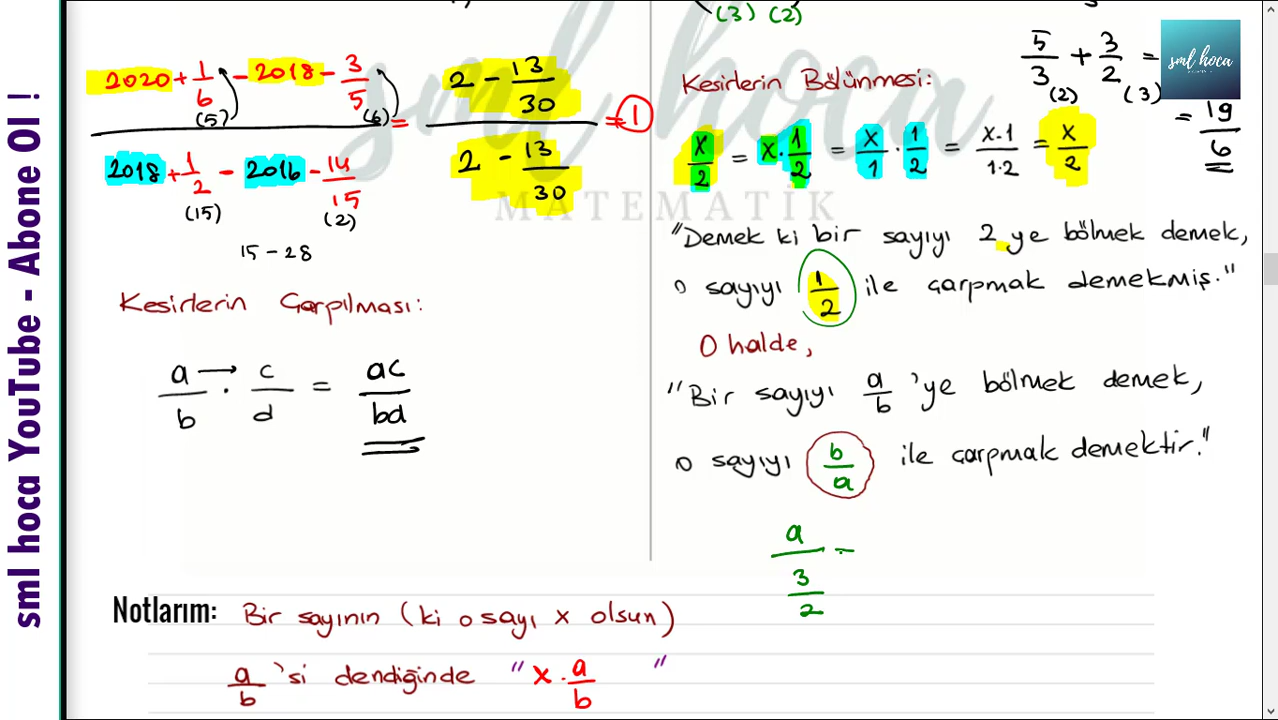 sml hoca YouTube - Abone Ol !
2020 + 1/6 - 2018 - 3/5
(5) (6)
2018 + 1/2 - 2016 - 14/15
(15) (2)
= 2 - 13/30
2 - 13/30
= 1
15 - 28
Kesirlerin Çarpılması:
a/b . c/d = ac/bd
(3) (2)
5/3 + 3/2 =
(2) (3)
= 19/6
sml hoca
Kesirlerin Bölünmesi:
x/2 = x . 1/2 = x/1 . 1/2 = x.1/1.2 = x/2
"Demek ki bir sayıyı 2 ye bölmek demek,
o sayıyı 1/2 ile çarpmak demekmiş."
O halde,
"Bir sayıyı a/b 'ye bölmek demek,
o sayıyı b/a ile çarpmak demektir."
a
3/2
=
sml hoca
MATEMATİK
Notlarım: Bir sayının (ki o sayı x olsun)
a/b 'si dendiğinde "x . a/b "